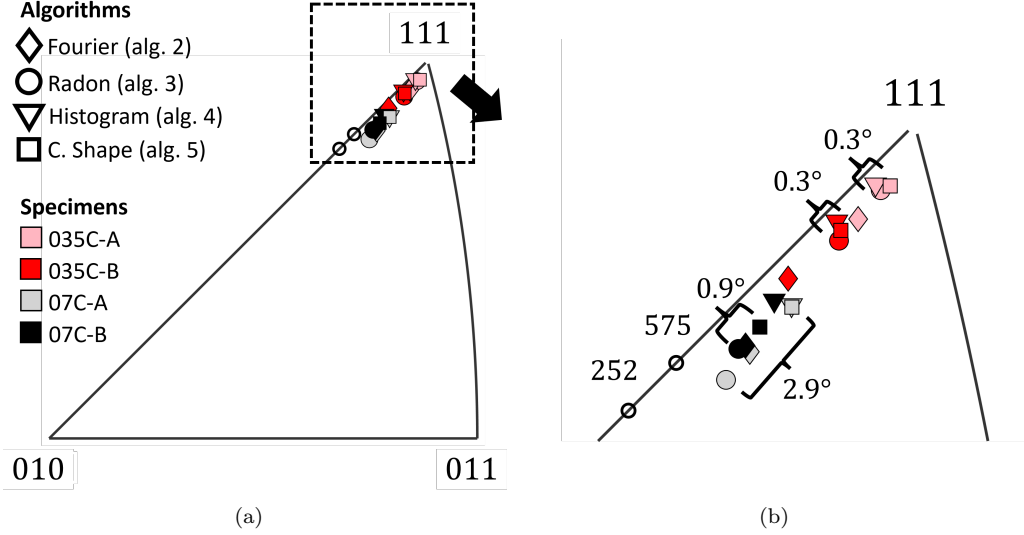 Algorithms
Fourier (alg. 2)
Radon (alg. 3)
Histogram (alg. 4)
C. Shape (alg. 5)
Specimens
035C-A
035C-B
07C-A
07C-B
111
010
011
(a)
111
0.3°
0.3°
0.9°
575
252
2.9°
(b)